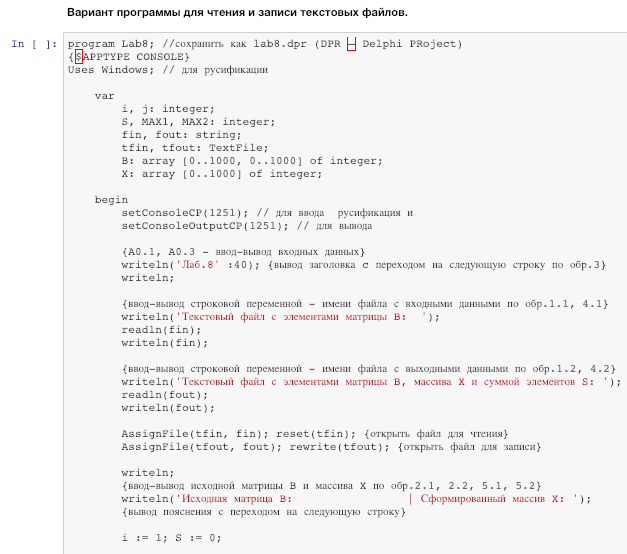 Вариант программы для чтения и записи текстовых файлов.
In [ ]: program Lab8; //сохранить как lab8.dpr (DPR — Delphi PRoject)
{$APPTYPE CONSOLE}
Uses Windows; // для русификации
var
i, j: integer;
S, MAX1, MAX2: integer;
fin, fout: string;
tfin, tfout: TextFile;
B: array [0..1000, 0..1000] of integer;
X: array [0..1000] of integer;
begin
setConsoleCP(1251); // для ввода  русификация и
setConsoleOutputCP(1251); // для вывода
{A0.1, A0.3 - ввод-вывод входных данных}
writeln('Лаб.8' :40); {вывод заголовка с переходом на следующую строку по обр.3}
writeln;
{ввод-вывод строковой переменной - имени файла с входными данными по обр.1.1, 4.1}
writeln('Текстовый файл с элементами матрицы B:  ');
readln(fin);
writeln(fin);
{ввод-вывод строковой переменной - имени файла с выходными данными по обр.1.2, 4.2}
writeln('Текстовый файл с элементами матрицы B, массива X и суммой элементов S: ');
readln(fout);
writeln(fout);
AssignFile(tfin, fin); reset(tfin); {открыть файл для чтения}
AssignFile(tfout, fout); rewrite(tfout); {открыть файл для записи}
writeln;
{ввод-вывод исходной матрицы B и массива X по обр.2.1, 2.2, 5.1, 5.2}
writeln('Исходная матрица B:                 | Сформированный массив X: ');
{вывод пояснения с переходом на следующую строку}
i := 1; S := 0;